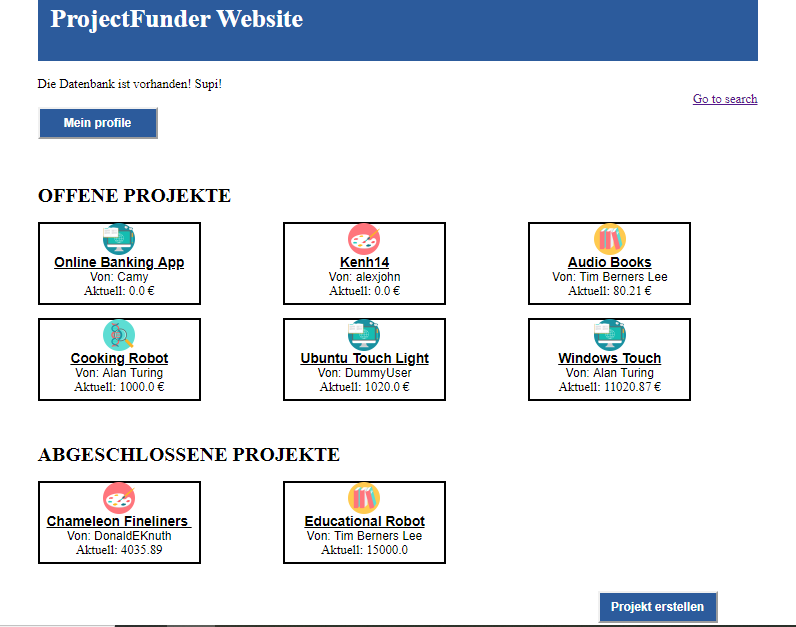 ProjectFunder Website
Die Datenbank ist vorhanden! Supi!
Go to search
Mein profile
OFFENE PROJEKTE
Online Banking App
Von: Camy
Aktuell: 0.0 €
Kenh14
Von: alexjohn
Aktuell: 0.0 €
Audio Books
Von: Tim Berners Lee
Aktuell: 80.21 €
Cooking Robot
Von: Alan Turing
Aktuell: 1000.0 €
Ubuntu Touch Light
Von: DummyUser
Aktuell: 1020.0 €
Windows Touch
Von: Alan Turing
Aktuell: 11020.87 €
ABGESCHLOSSENE PROJEKTE
Chameleon Fineliners
Von: DonaldEKnuth
Aktuell: 4035.89
Educational Robot
Von: Tim Berners Lee
Aktuell: 15000.0
Projekt erstellen